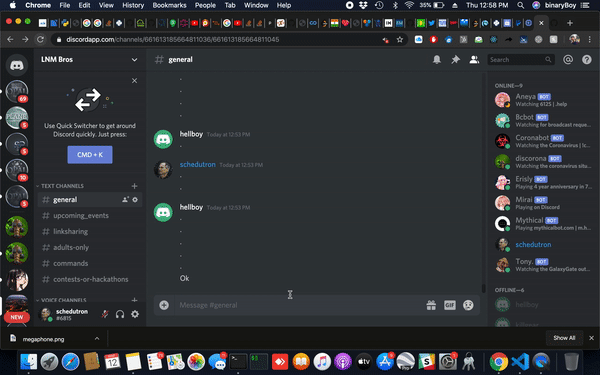 Chrome File Edit View History Bookmarks People Tab Window Help 35% Thu 12:58 PM binaryBoy
discordapp.com/channels/661613185564811036/661613185564811045
LNM Bros
general
Search
69
5
10
5
NEW
Use Quick Switcher to get around
Discord quickly. Just press:
CMD + K
TEXT CHANNELS
general
upcoming_events
linksharing
adults-only
commands
contests-or-hackathons
VOICE CHANNELS
schedutron
#6815
hellboy Today at 12:53 PM
schedutron Today at 12:53 PM
hellboy Today at 12:53 PM
Ok
Message #general
GIF
ONLINE—9
Aneya BOT
Watching 6125 | .help
Bcbot BOT
Watching for broadcast reque...
Coronabot BOT
Watching the Coronavirus | b...
discorona BOT
Watching the coronavirus situ...
Erisly BOT
Playing 4 year anniversary in 7...
Mirai BOT
Playing on Discord
Mythical BOT
Playing mythicalbot.com | m.h...
schedutron
Tony. BOT
Watching the GalaxyGate out...
OFFLINE—6
hellboy
megaphone.png
Show All